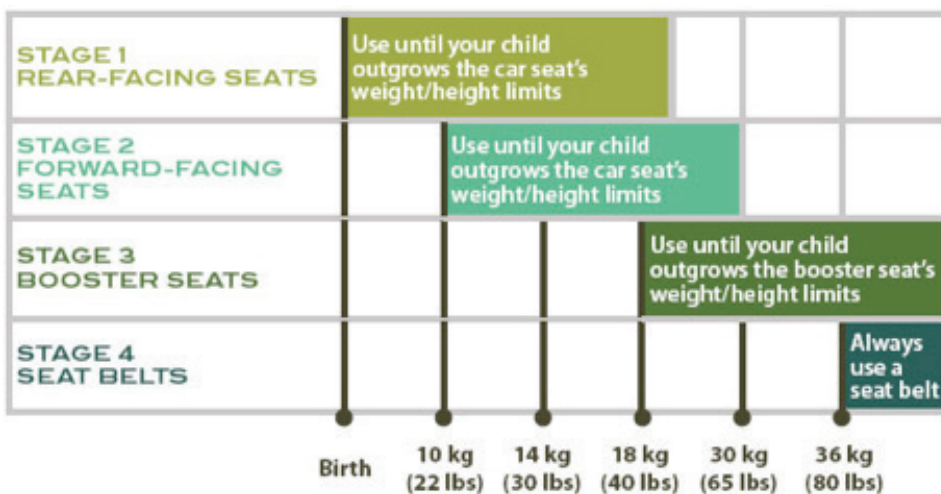 STAGE 1
REAR-FACING SEATS
Use until your child
outgrows the car seat's
weight/height limits
STAGE 2
FORWARD-FACING
SEATS
Use until your child
outgrows the car seat's
weight/height limits
STAGE 3
BOOSTER SEATS
Use until your child
outgrows the booster seat's
weight/height limits
STAGE 4
SEAT BELTS
Always
use a
seat belt
Birth
10 kg
(22 lbs)
14 kg
(30 lbs)
18 kg
(40 lbs)
30 kg
(65 lbs)
36 kg
(80 lbs)